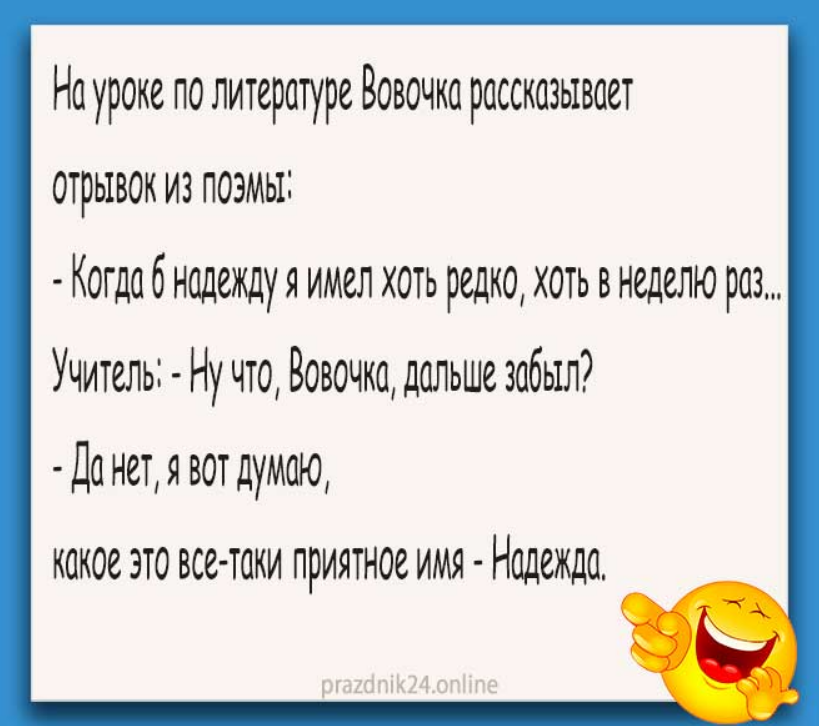 На уроке по литературе Вовочка рассказывает
отрывок из поэмы:
- Когда б надежду я имел хоть редко, хоть в неделю раз...
Учитель: - Ну что, Вовочка, дальше забыл?
- Да нет, я вот думаю,
какое это все-таки приятное имя - Надежда.
prazdnik24.online